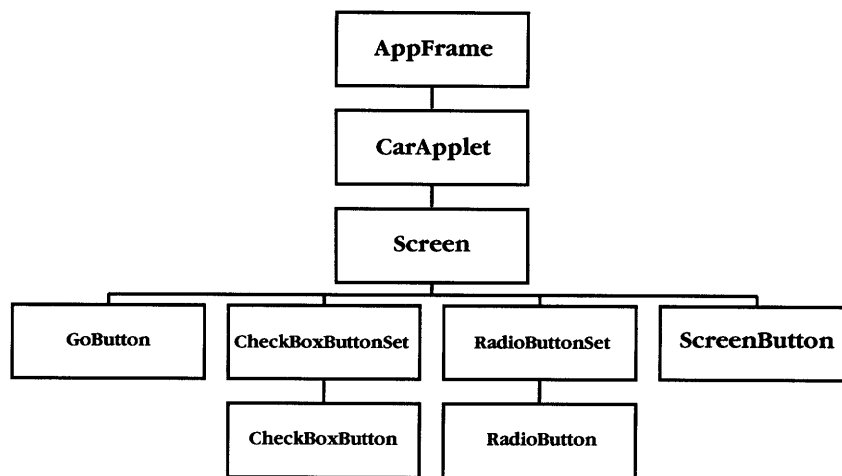 AppFrame
CarApplet
Screen
GoButton
CheckBoxButtonSet
RadioButtonSet
ScreenButton
CheckBoxButton
RadioButton